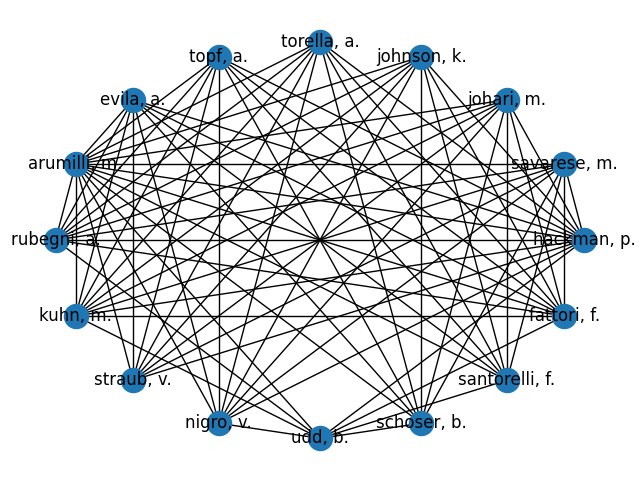 torella, a.
topf, a.
johnson, k.
evila, a.
johari, m.
arumilli, m.
savarese, m.
rubegni, a.
hackman, p.
kuhn, m.
fattori, f.
straub, v.
santorelli, f.
nigro, v.
schoser, b.
udd, b.